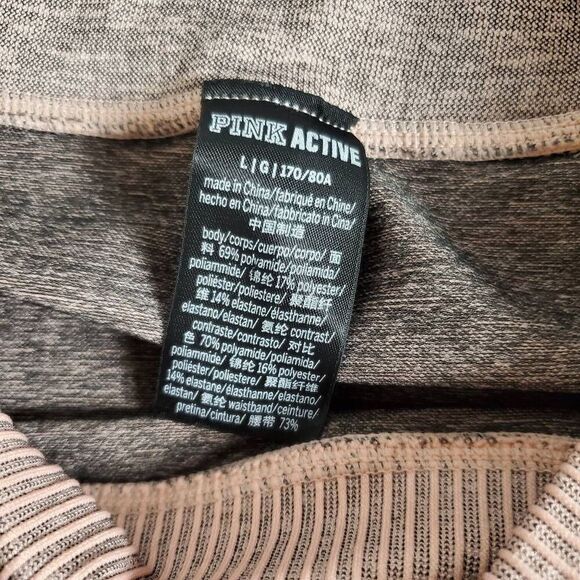 PINK ACTIVE
L | G | 170/80A
made in China/fabriqué en Chine/
hecho en China/fabbricato in Cina/
中国制造
body/corps/cuerpo/corpo/ 面
料 69% polyamide/poliamida/
poliammide/ 锦纶 17% polyester/
poliéster/poliestere/ 聚酯纤
维 14% elastane/élasthanne/
elastano/elastan/ 氨纶 contrast/
contraste/contrasto/ 对比
色 70% polyamide/poliamida/
poliammide/ 锦纶 16% polyester/
poliéster/poliestere/ 聚酯纤维
14% elastane/élasthanne/elastano/
elastan/ 氨纶 waistband/ceinture/
pretina/cintura/ 腰带 73%